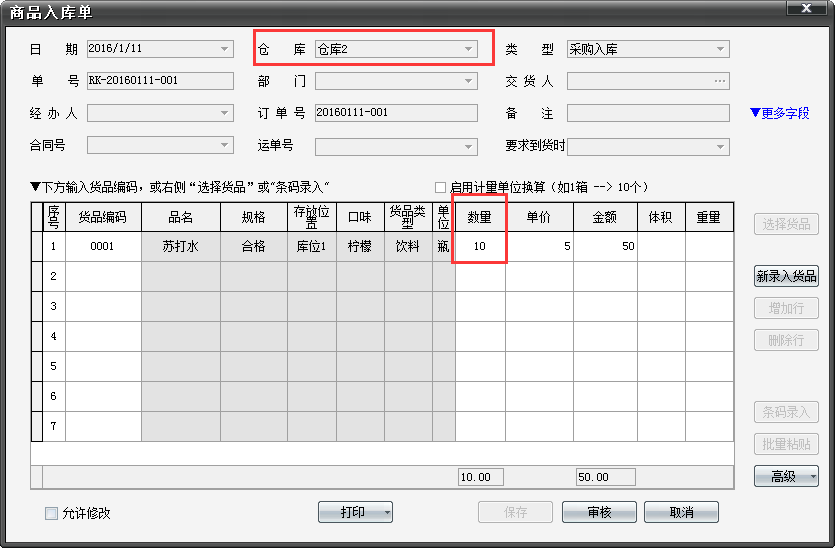 商品入库单
X
日 期 2016/1/11 仓 库 仓库2 类 型 采购入库
单 号 RK-20160111-001 部 门 交 货 人 ...
经 办 人 订 单 号 20160111-001 备 注 ▼更多字段
合同号 运单号 要求到货时
▼下方输入货品编码，或右侧“选择货品”或"条码录入" 启用计量单位换算（如1箱 --> 10个）
序号 货品编码 品名 规格 存放位置 口味 货品类型 单位 数量 单价 金额 体积 重量
选择货品
1 0001 苏打水 合格 库位1 柠檬 饮料 瓶 10 5 50
2
新录入货品
3
增加行
4
删除行
5
6
条码录入
7
批量粘贴
10.00 50.00
高级
允许修改 打印 保存 审核 取消